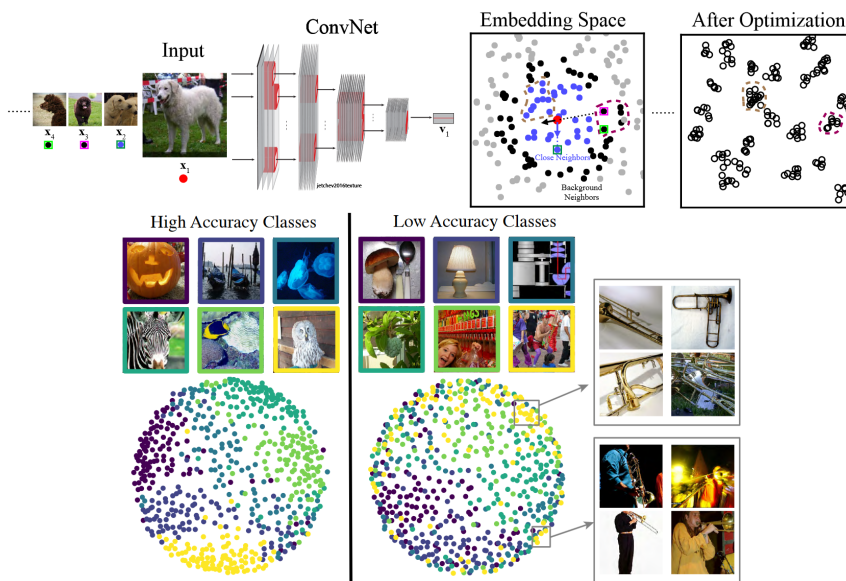 Input
ConvNet
Embedding Space
After Optimization
x₄
x₃
x₂
x₁
v₁
jetchev2016texture
Close Neighbors
Background
Neighbors
High Accuracy Classes
Low Accuracy Classes